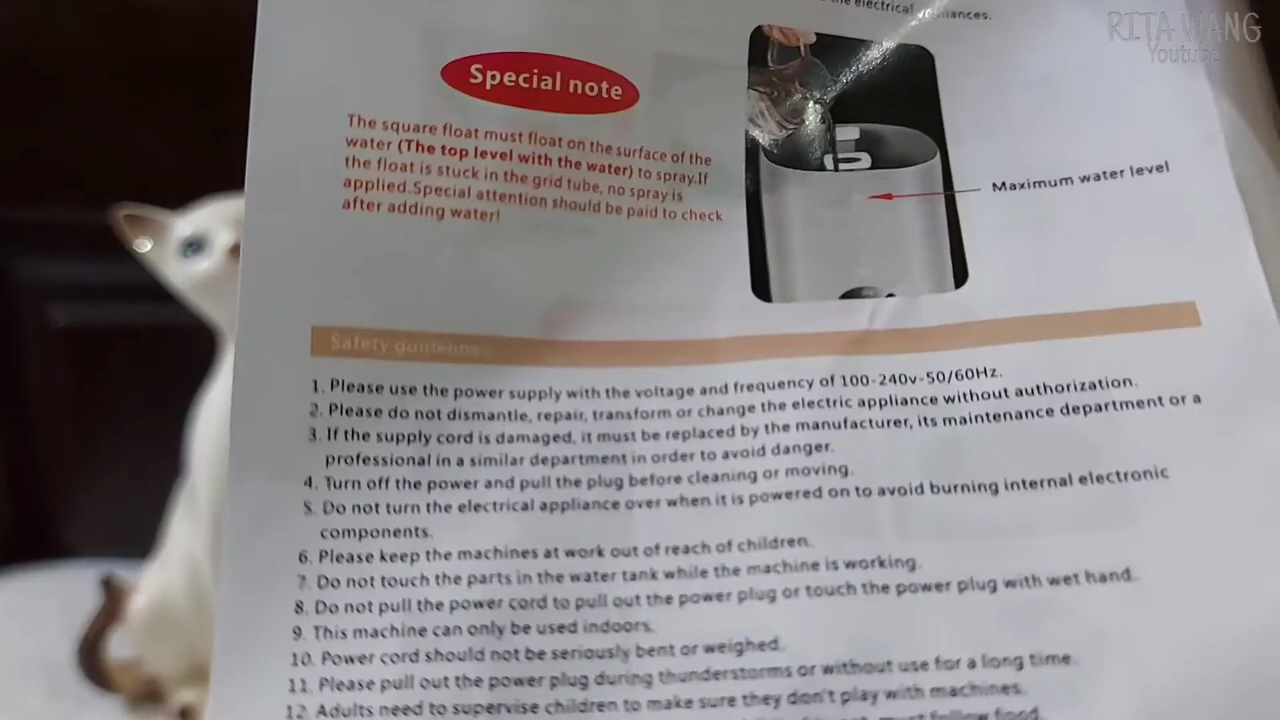 the electrical
RITA WANG
Youtube
Special note
The square float must float on the surface of the
water (The top level with the water) to spray.If
the float is stuck in the grid tube, no spray is
applied.Special attention should be paid to check
after adding water!
Maximum water level
Safety guidelines
1. Please use the power supply with the voltage and frequency of 100-240v-50/60Hz.
2. Please do not dismantle, repair, transform or change the electric appliance without authorization.
3. If the supply cord is damaged, it must be replaced by the manufacturer, its maintenance department or a
professional in a similar department in order to avoid danger.
4. Turn off the power and pull the plug before cleaning or moving.
5. Do not turn the electrical appliance over when it is powered on to avoid burning internal electronic
components.
6. Please keep the machines at work out of reach of children.
7. Do not touch the parts in the water tank while the machine is working.
8. Do not pull the power cord to pull out the power plug or touch the power plug with wet hand.
9. This machine can only be used indoors.
10. Power cord should not be seriously bent or weighed.
11. Please pull out the power plug during thunderstorms or without use for a long time.
12. Adults need to supervise children to make sure they don't play with machines.
must follow